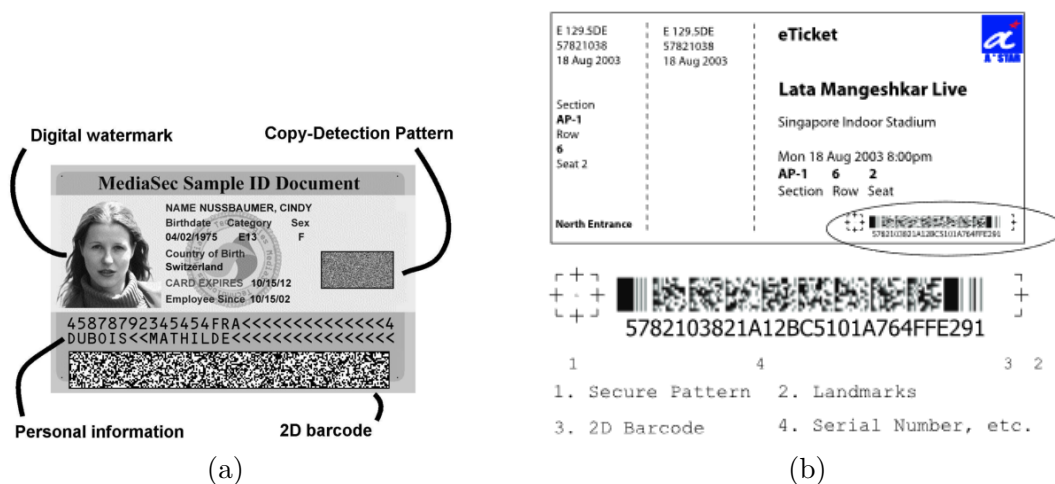 Digital watermark
Copy-Detection Pattern
MediaSec Sample ID Document
NAME NUSSBAUMER, CINDY
Birthdate Category Sex
04/02/1975 E13 F
Country of Birth
Switzerland
CARD EXPIRES 10/15/12
Employee Since 10/15/02
45878792345454FRA<<<<<<<<<<<<<<<4
DUBOIS<<MATHILDE<<<<<<<<<<<<<<<<<
Personal information
2D barcode
(a)
E 129.5DE
57821038
18 Aug 2003
Section
AP-1
Row
6
Seat 2
North Entrance
E 129.5DE
57821038
18 Aug 2003
eTicket
A*STAR
Lata Mangeshkar Live
Singapore Indoor Stadium
Mon 18 Aug 2003 8:00pm
AP-1 6 2
Section Row Seat
5782103821A12BC5101A764FFE291
5782103821A12BC5101A764FFE291
1 4 3 2
1. Secure Pattern 2. Landmarks
3. 2D Barcode 4. Serial Number, etc.
(b)